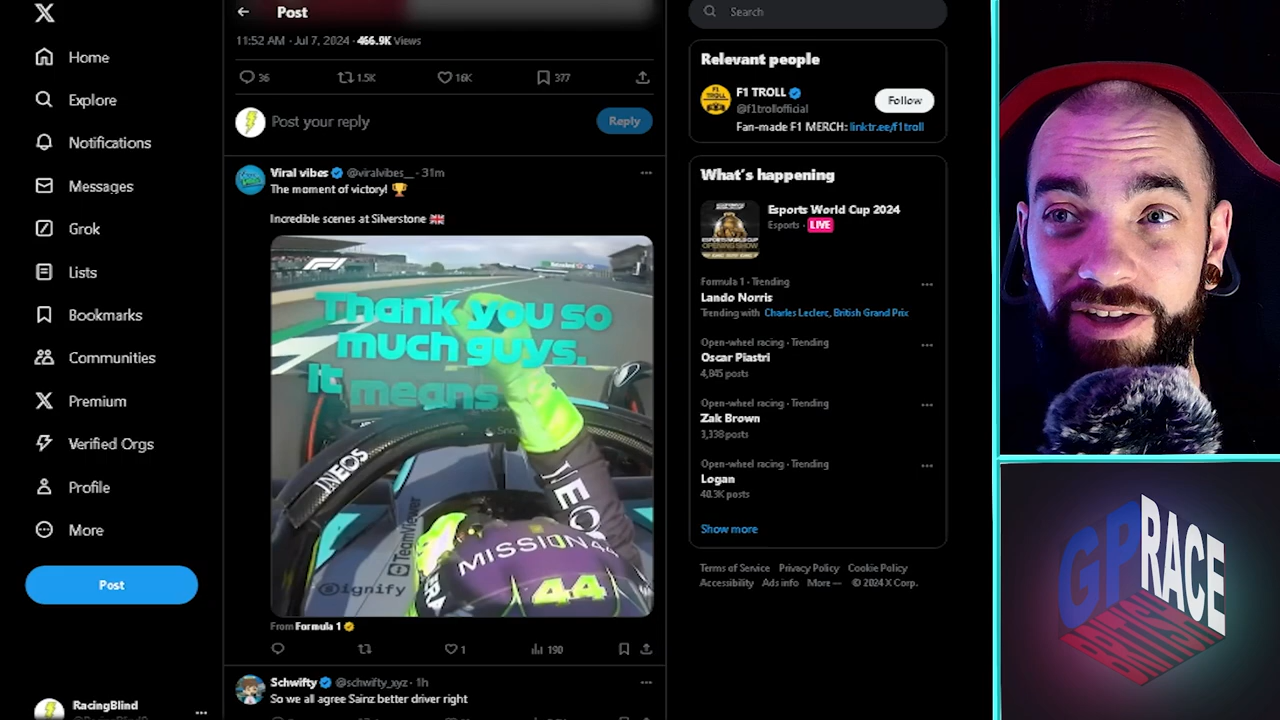 Post
Search
11:52 AM · Jul 7, 2024 · 466.9K Views
36 1.5K 16K 377
Post your reply
Reply
Home
Explore
Notifications
Messages
Grok
Lists
Bookmarks
Communities
Premium
Verified Orgs
Profile
More
Post
RacingBlind
Viral vibes @viralvibes__ · 31m
The moment of victory! 🏆
Incredible scenes at Silverstone 🇬🇧
F1
Thank you so
much guys.
It means
INEOS
TeamViewer
@ignify
MISSION44
44
From Formula 1
1 190
Schwifty @schwifty_xyz · 1h
So we all agree Sainz better driver right
Relevant people
F1 TROLL
@f1trollofficial
Follow
Fan-made F1 MERCH: linktr.ee/f1troll
What's happening
Esports World Cup 2024
Esports · LIVE
Formula 1 · Trending
Lando Norris
Trending with Charles Leclerc, British Grand Prix
Open-wheel racing · Trending
Oscar Piastri
4,845 posts
Open-wheel racing · Trending
Zak Brown
3,338 posts
Open-wheel racing · Trending
Logan
40.3K posts
Show more
Terms of Service Privacy Policy Cookie Policy
Accessibility Ads info More ··· © 2024 X Corp.
GP RACE
BRITISH